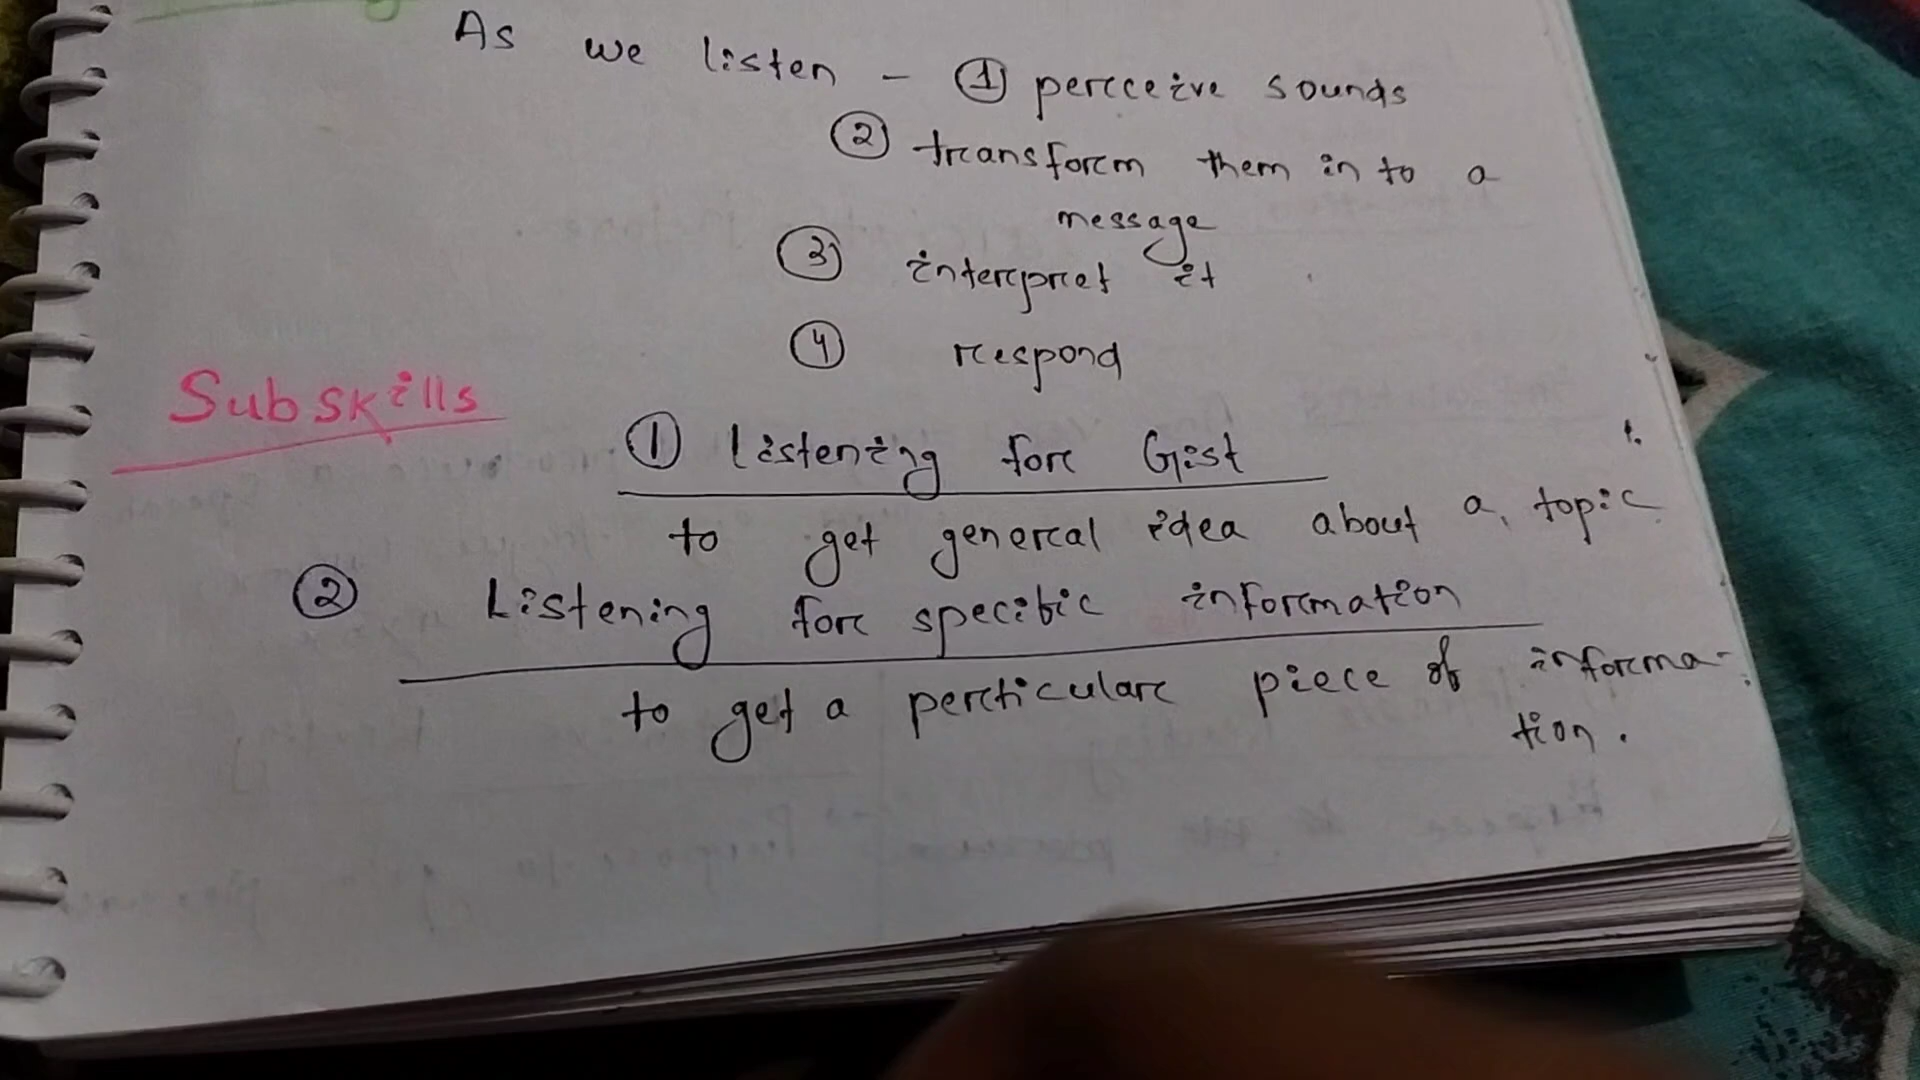 As we listen - ① perceive sounds
② transform them in to a
message
③ interpret it
④ respond
Subskills
① listening for Gist
to get general idea about a topic
② Listening for specific information
to get a perticular piece of informa-
tion.